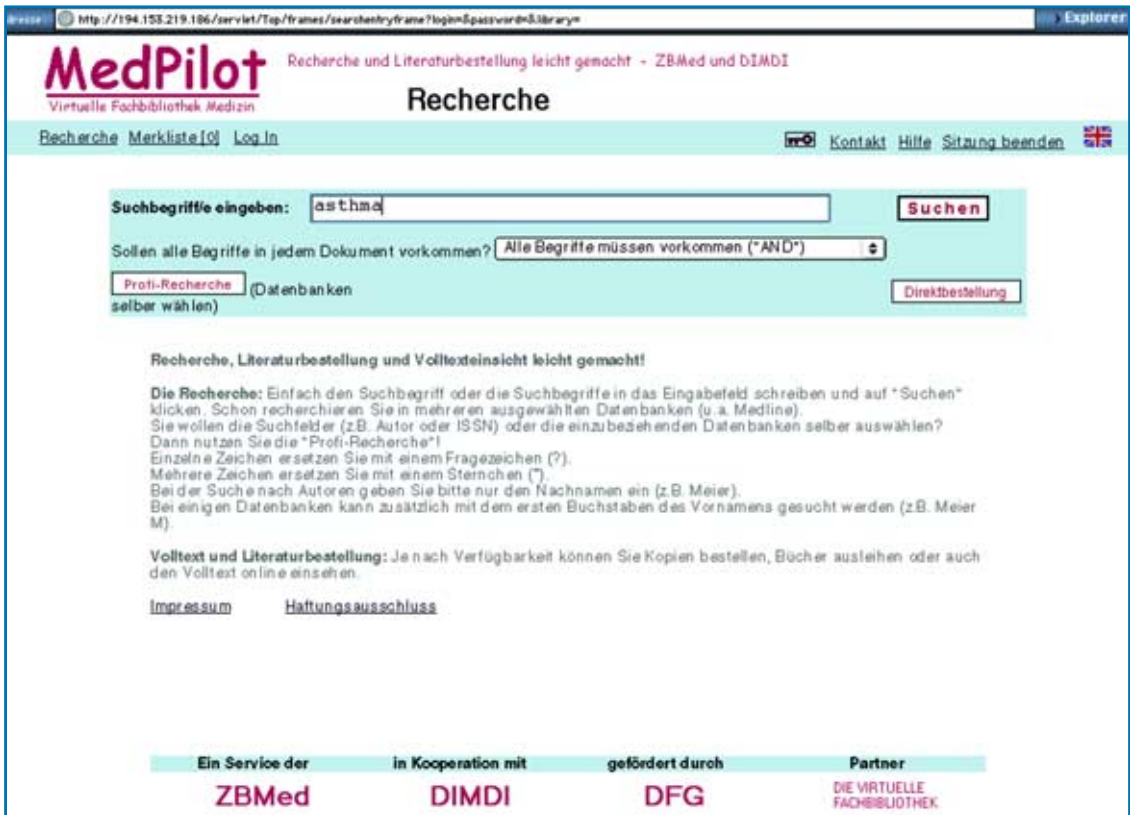 http://194.153.219.186/servlet/Top/frames/searchentryframe?login=&password=&library=
Explorer
MedPilot
Recherche und Literaturbestellung leicht gemacht - ZBMed und DIMDI
Virtuelle Fachbibliothek Medizin
Recherche
Recherche Merkliste [0] Log In
Kontakt Hilfe Sitzung beenden
Suchbegriff/e eingeben: asthma Suchen
Sollen alle Begriffe in jedem Dokument vorkommen? Alle Begriffe müssen vorkommen ("AND")
Profi-Recherche (Datenbanken
selber wählen)
Direktbestellung
Recherche, Literaturbestellung und Volltexteinsicht leicht gemacht!
Die Recherche: Einfach den Suchbegriff oder die Suchbegriffe in das Eingabefeld schreiben und auf "Suchen"
klicken. Schon recherchieren Sie in mehreren ausgewählten Datenbanken (u.a. Medline).
Sie wollen die Suchfelder (z.B. Autor oder ISSN) oder die einzubeziehenden Datenbanken selber auswählen?
Dann nutzen Sie die "Profi-Recherche"!
Einzelne Zeichen ersetzen Sie mit einem Fragezeichen (?).
Mehrere Zeichen ersetzen Sie mit einem Sternchen (*).
Bei der Suche nach Autoren geben Sie bitte nur den Nachnamen ein (z.B. Meier).
Bei einigen Datenbanken kann zusätzlich mit dem ersten Buchstaben des Vornamens gesucht werden (z.B. Meier
M).
Volltext und Literaturbestellung: Je nach Verfügbarkeit können Sie Kopien bestellen, Bücher ausleihen oder auch
den Volltext online einsehen.
Impressum Haftungsausschluss
Ein Service der in Kooperation mit gefördert durch Partner
ZBMed DIMDI DFG DIE VIRTUELLE
FACHBIBLIOTHEK